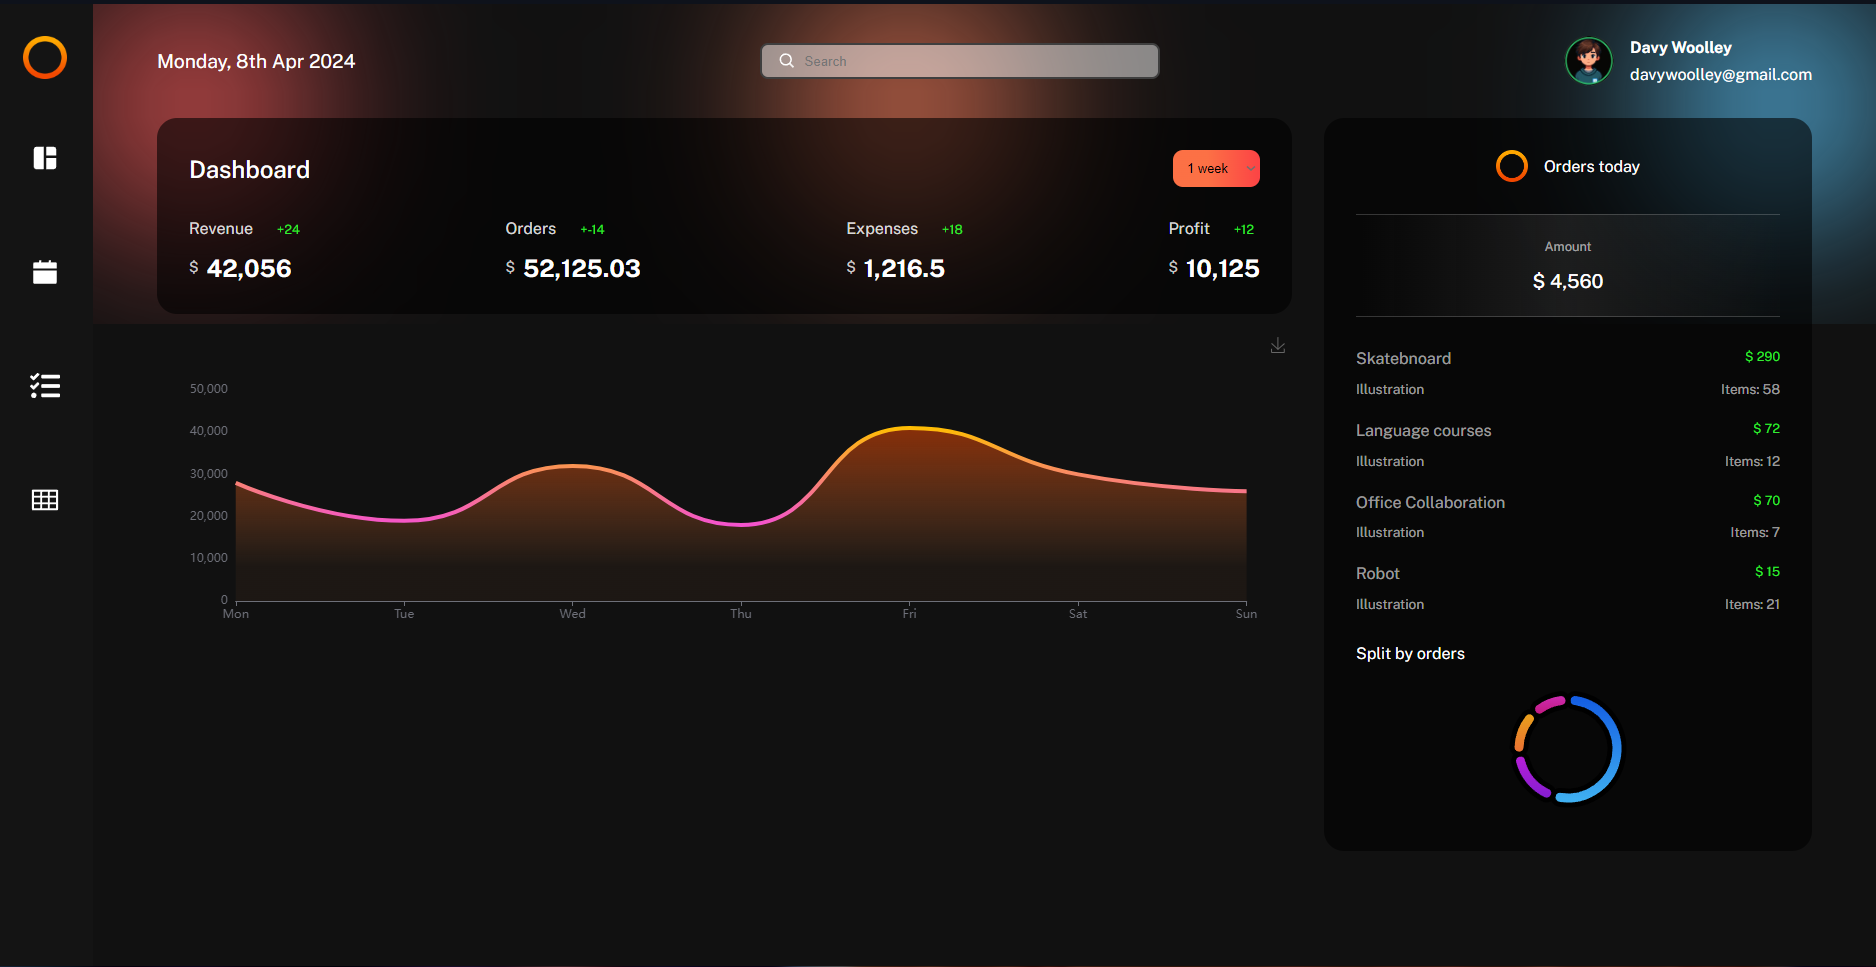 Monday, 8th Apr 2024
Search
Davy Woolley
davywoolley@gmail.com
Dashboard
1 week
Revenue +24
$ 42,056
Orders +-14
$ 52,125.03
Expenses +18
$ 1,216.5
Profit +12
$ 10,125
50,000
40,000
30,000
20,000
10,000
0
Mon Tue Wed Thu Fri Sat Sun
Orders today
Amount
$ 4,560
Skatebnoard $ 290
Illustration Items: 58
Language courses $ 72
Illustration Items: 12
Office Collaboration $ 70
Illustration Items: 7
Robot $ 15
Illustration Items: 21
Split by orders